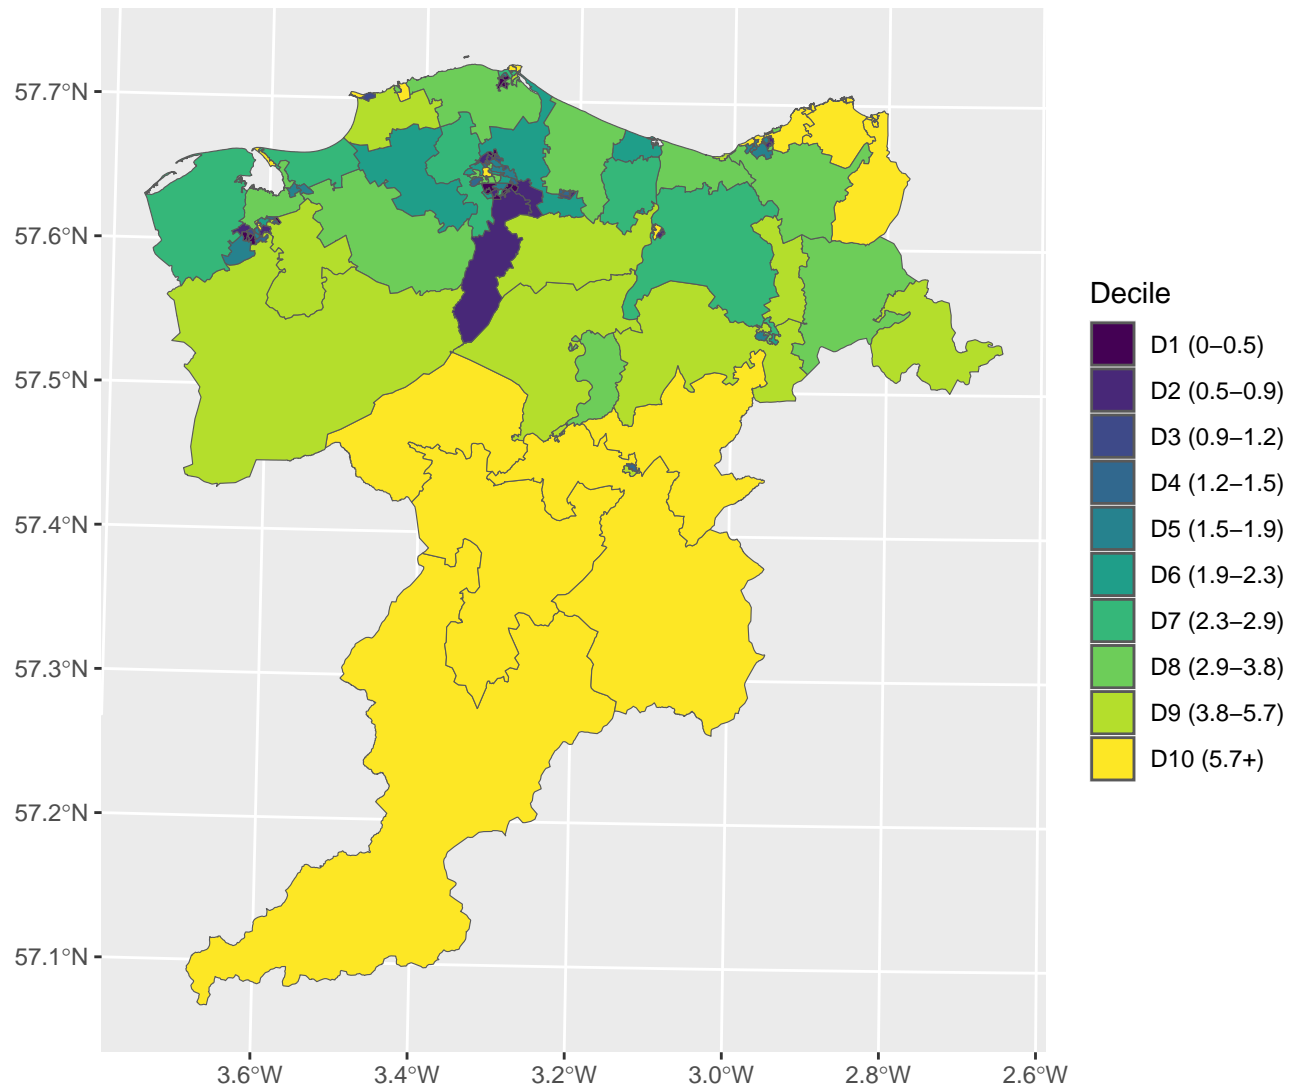 57.7°N
57.6°N
57.5°N
57.4°N
57.3°N
57.2°N
57.1°N
3.6°W
3.4°W
3.2°W
3.0°W
2.8°W
2.6°W
Decile
D1 (0–0.5)
D2 (0.5–0.9)
D3 (0.9–1.2)
D4 (1.2–1.5)
D5 (1.5–1.9)
D6 (1.9–2.3)
D7 (2.3–2.9)
D8 (2.9–3.8)
D9 (3.8–5.7)
D10 (5.7+)